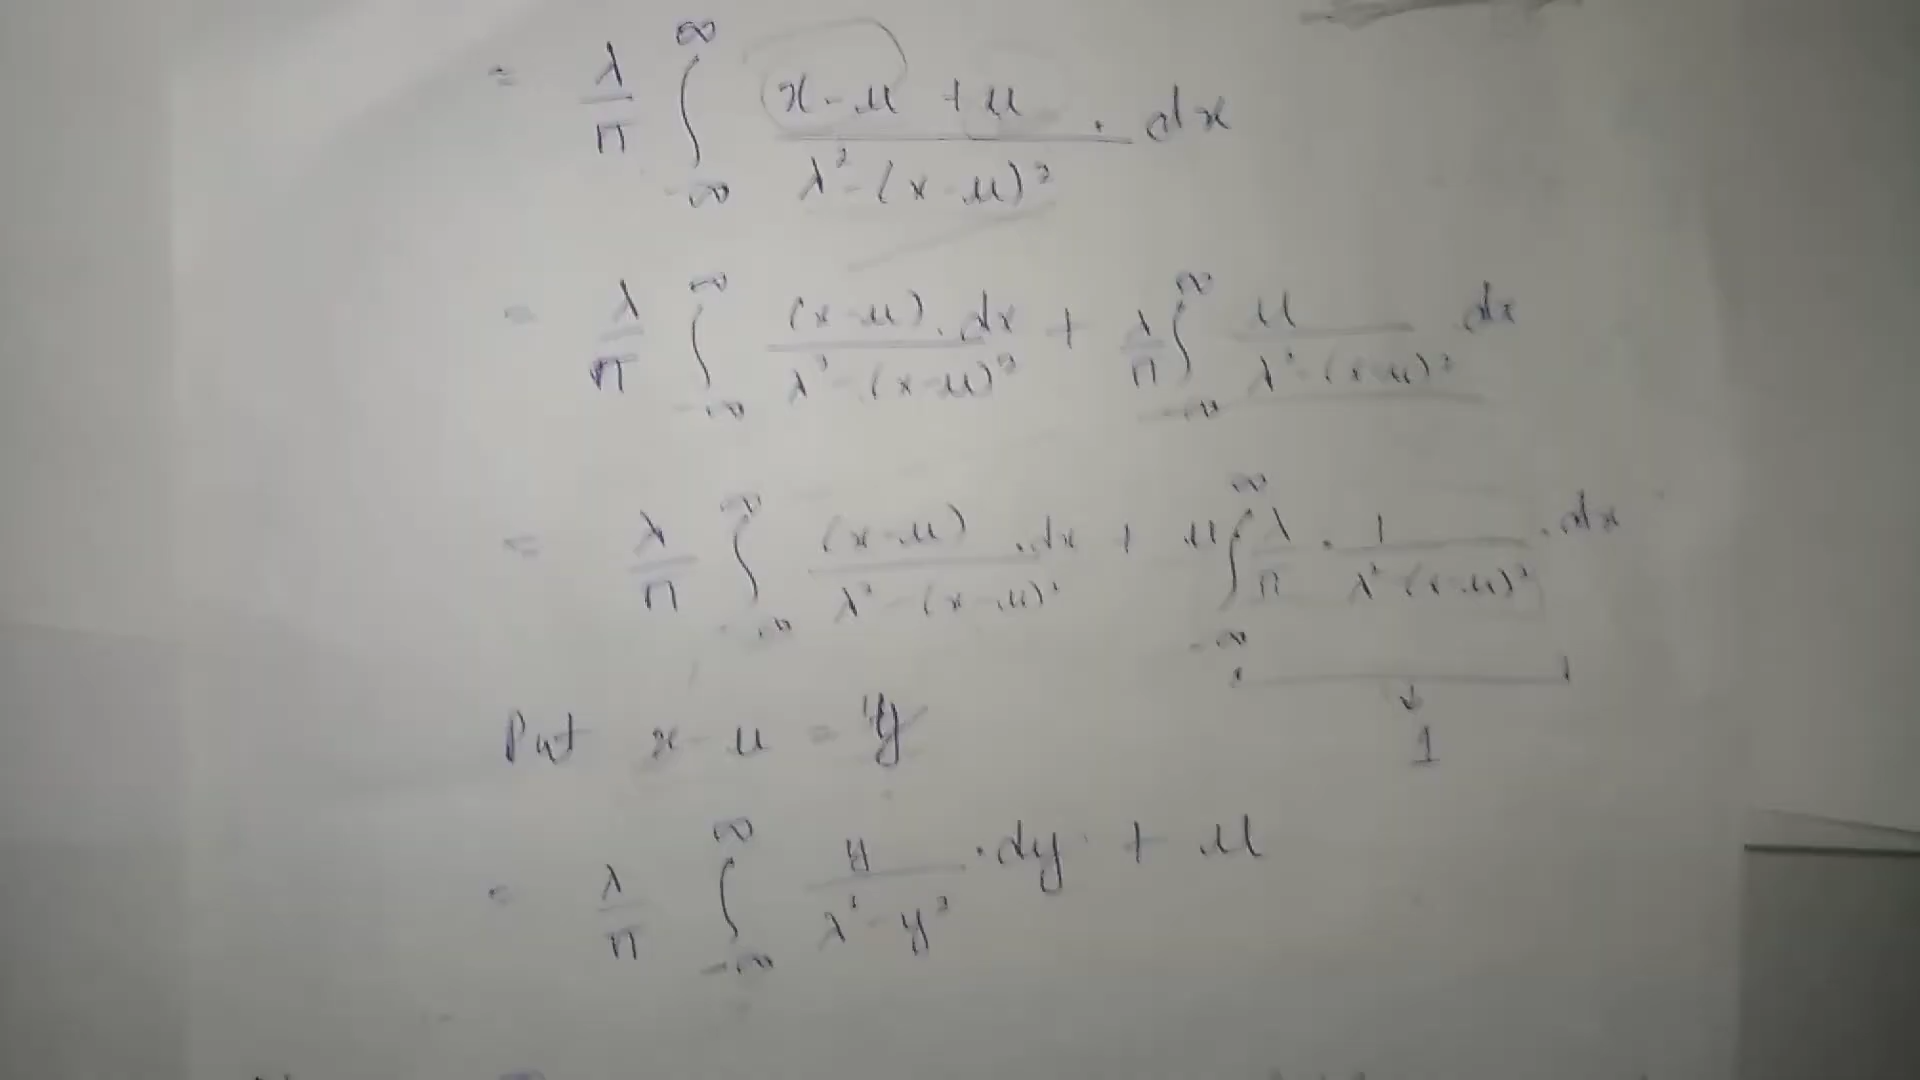 = λ/π ∫_{-∞}^{∞} (x-μ+μ)/(λ²-(x-μ)²) . dx
= λ/π ∫_{-∞}^{∞} (x-μ).dx/(λ²-(x-μ)²) + λ/π ∫_{-∞}^{∞} μ/(λ²-(x-μ)²) dx
= λ/π ∫_{-∞}^{∞} (x-μ)/(λ²-(x-μ)²) .dx + μ ∫_{-∞}^{∞} λ/π . 1/(λ²-(x-μ)²) . dx
↓
Put x-μ = y
1
= λ/π ∫_{-∞}^{∞} y/(λ²-y²) .dy + μ